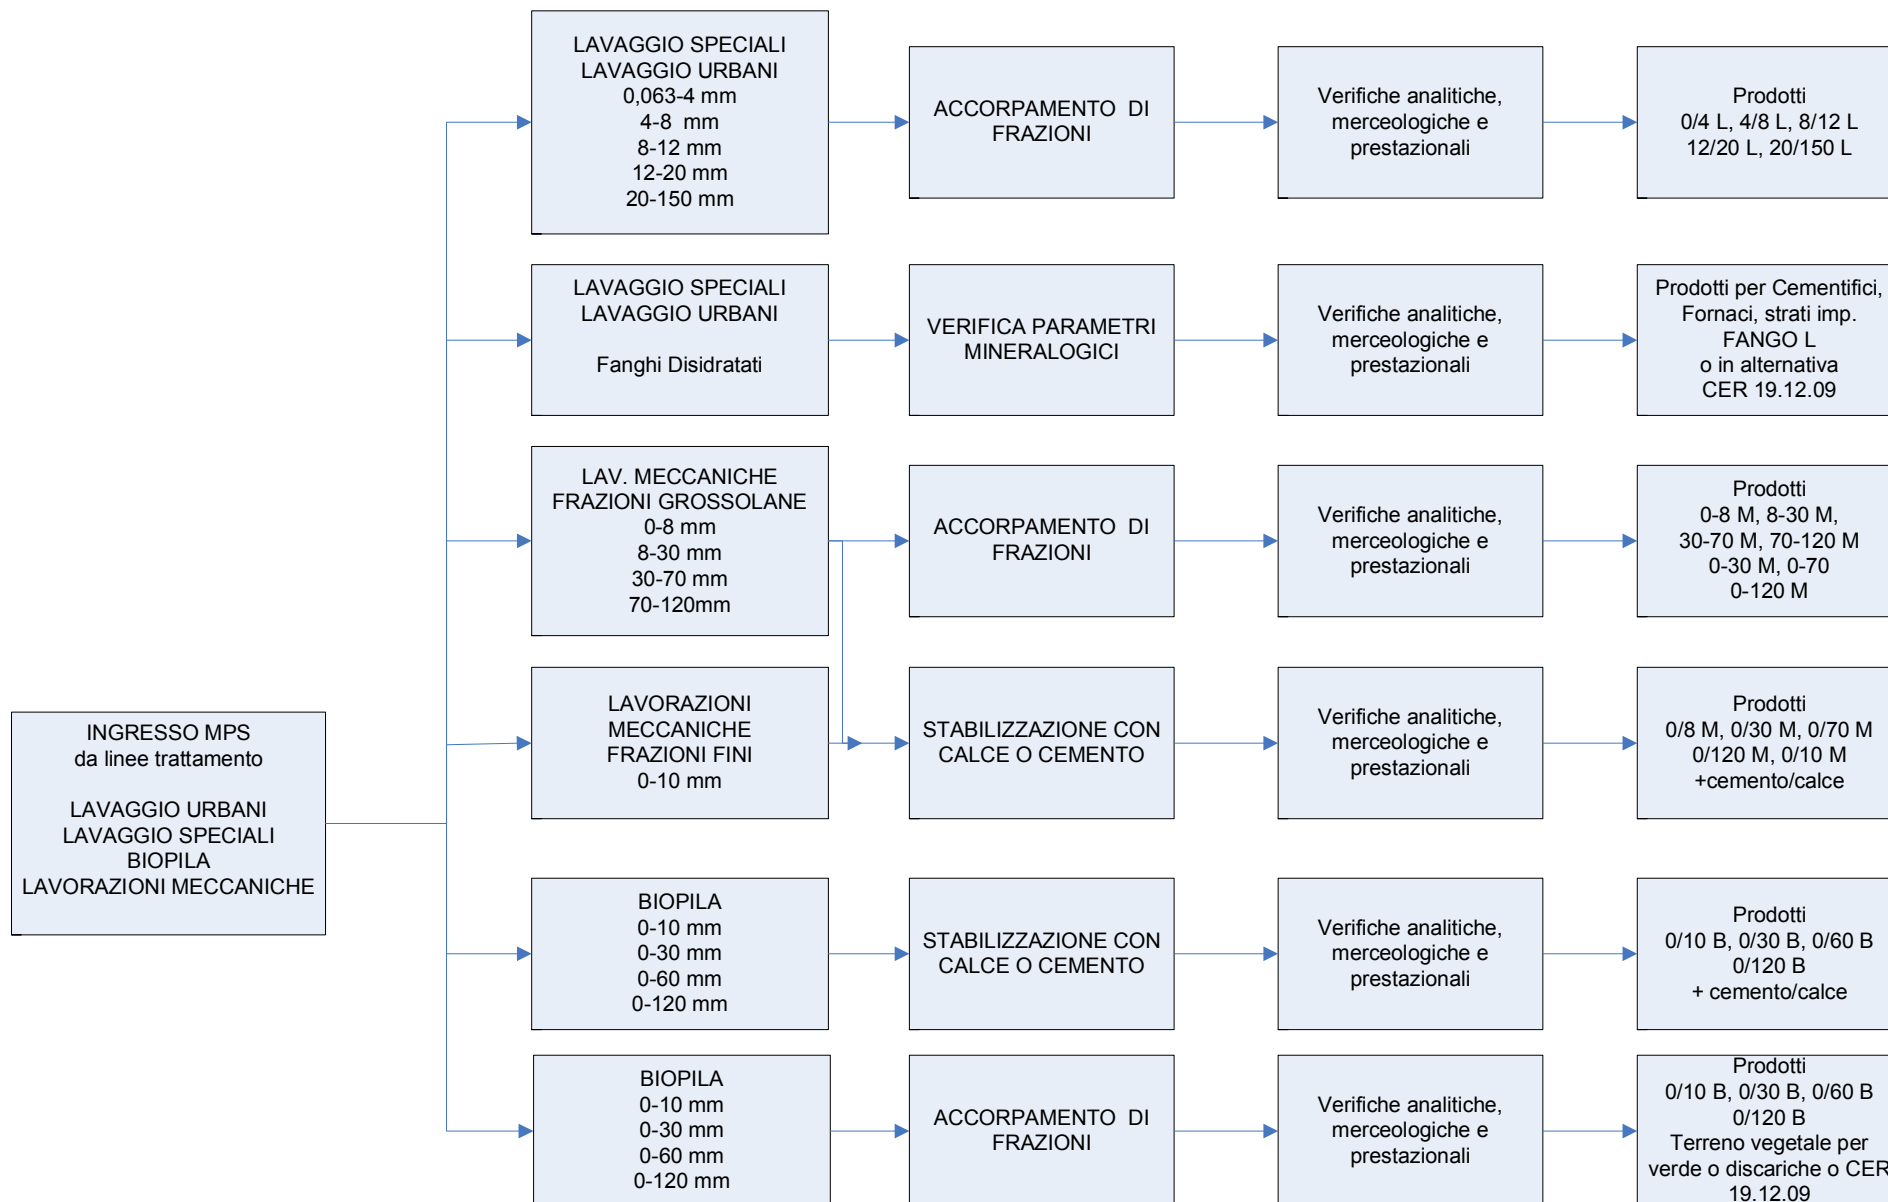 LAVAGGIO SPECIALI
LAVAGGIO URBANI
0,063-4 mm
4-8 mm
8-12 mm
12-20 mm
20-150 mm
ACCORPAMENTO DI
FRAZIONI
Verifiche analitiche,
merceologiche e
prestazionali
Prodotti
0/4 L, 4/8 L, 8/12 L
12/20 L, 20/150 L
LAVAGGIO SPECIALI
LAVAGGIO URBANI
Fanghi Disidratati
VERIFICA PARAMETRI
MINERALOGICI
Verifiche analitiche,
merceologiche e
prestazionali
Prodotti per Cementifici,
Fornaci, strati imp.
FANGO L
o in alternativa
CER 19.12.09
LAV. MECCANICHE
FRAZIONI GROSSOLANE
0-8 mm
8-30 mm
30-70 mm
70-120mm
ACCORPAMENTO DI
FRAZIONI
Verifiche analitiche,
merceologiche e
prestazionali
Prodotti
0-8 M, 8-30 M,
30-70 M, 70-120 M
0-30 M, 0-70
0-120 M
INGRESSO MPS
da linee trattamento
LAVAGGIO URBANI
LAVAGGIO SPECIALI
BIOPILA
LAVORAZIONI MECCANICHE
LAVORAZIONI
MECCANICHE
FRAZIONI FINI
0-10 mm
STABILIZZAZIONE CON
CALCE O CEMENTO
Verifiche analitiche,
merceologiche e
prestazionali
Prodotti
0/8 M, 0/30 M, 0/70 M
0/120 M, 0/10 M
+cemento/calce
BIOPILA
0-10 mm
0-30 mm
0-60 mm
0-120 mm
STABILIZZAZIONE CON
CALCE O CEMENTO
Verifiche analitiche,
merceologiche e
prestazionali
Prodotti
0/10 B, 0/30 B, 0/60 B
0/120 B
+ cemento/calce
BIOPILA
0-10 mm
0-30 mm
0-60 mm
0-120 mm
ACCORPAMENTO DI
FRAZIONI
Verifiche analitiche,
merceologiche e
prestazionali
Prodotti
0/10 B, 0/30 B, 0/60 B
0/120 B
Terreno vegetale per
verde o discariche o CER
19.12.09